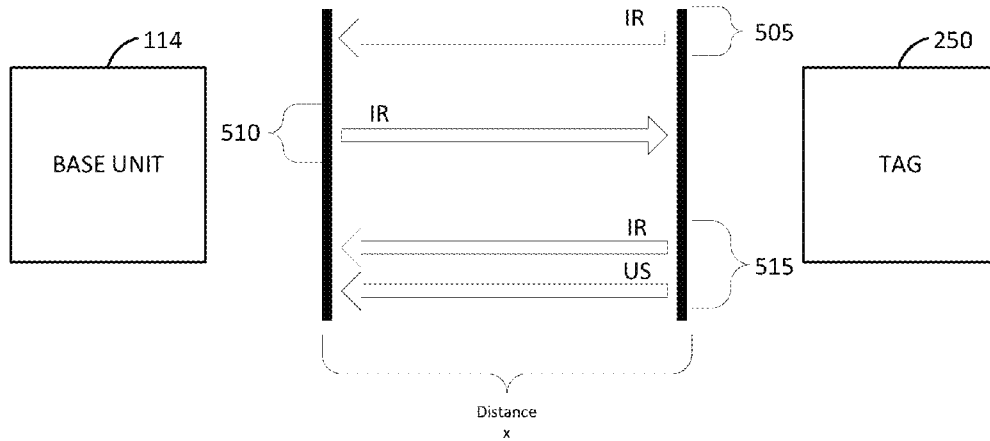 114
250
IR
505
BASE UNIT
510
IR
TAG
IR
US
515
Distance
x